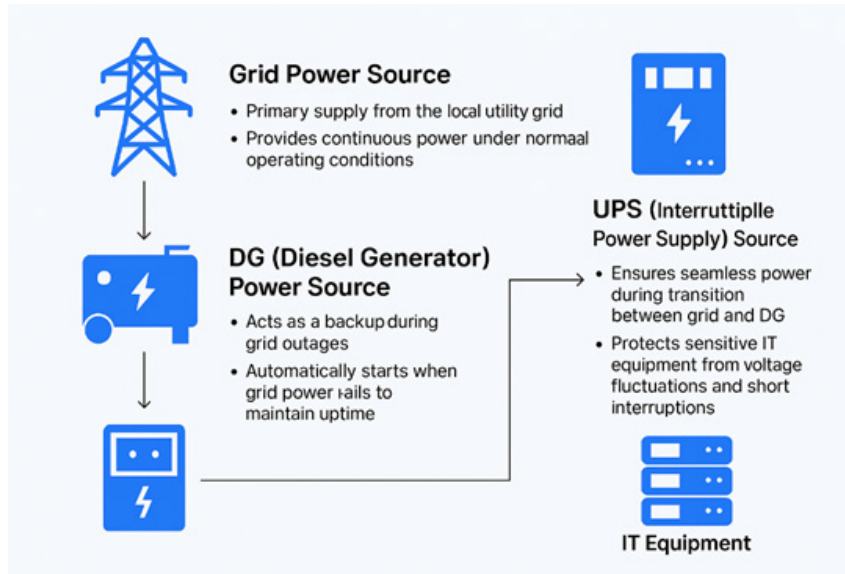 Grid Power Source
• Primary supply from the local utility grid
• Provides continuous power under normaal
operating conditions
DG (Diesel Generator)
Power Source
• Acts as a backup during
grid outages
• Automatically starts when
grid power ꟶails to
maintain uptime
UPS (Interruttiplle
Power Supply) Source
• Ensures seamless power
during transition
between grid and DG
• Protects sensitive IT
equipment from voltage
fluctuations and short
interruptions
IT Equipment